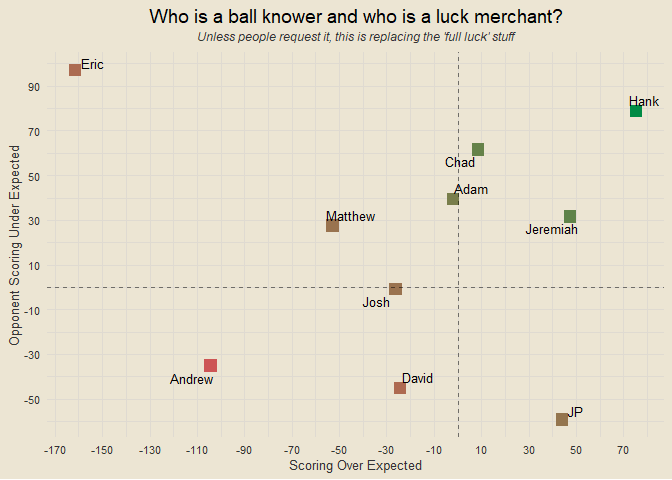 Who is a ball knower and who is a luck merchant?
Unless people request it, this is replacing the 'full luck' stuff
Eric
Hank
Chad
Adam
Matthew
Jeremiah
Josh
Andrew
David
JP
Opponent Scoring Under Expected
90
70
50
30
10
-10
-30
-50
-170 -150 -130 -110 -90 -70 -50 -30 -10 10 30 50 70
Scoring Over Expected